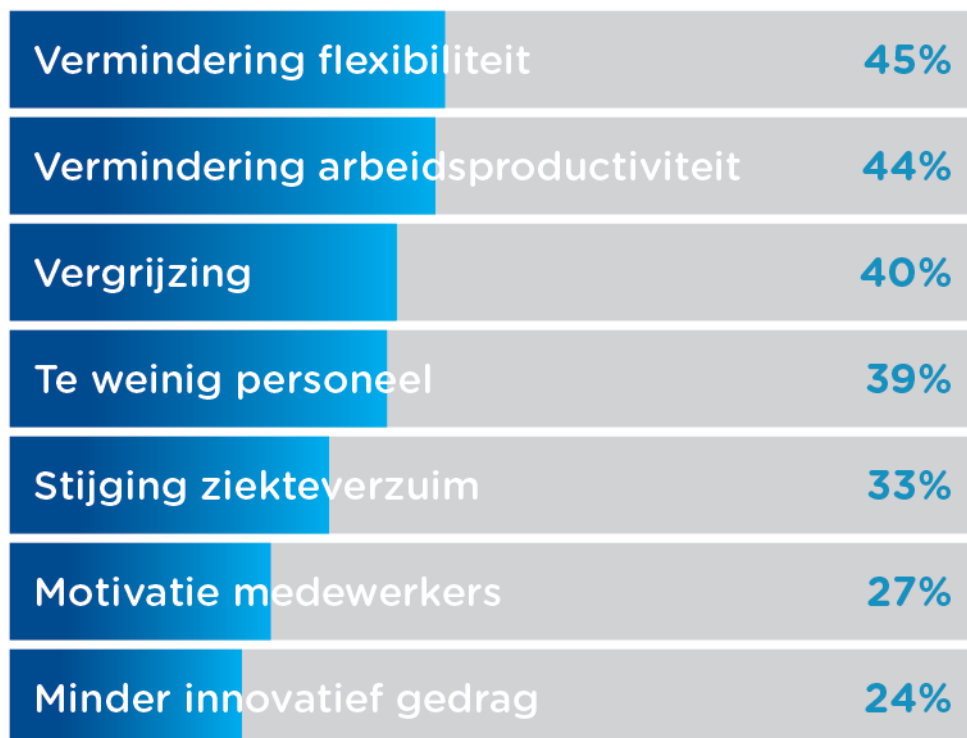 Vermindering flexibiliteit 45%
Vermindering arbeidsproductiviteit 44%
Vergrijzing 40%
Te weinig personeel 39%
Stijging ziekteverzuim 33%
Motivatie medewerkers 27%
Minder innovatief gedrag 24%